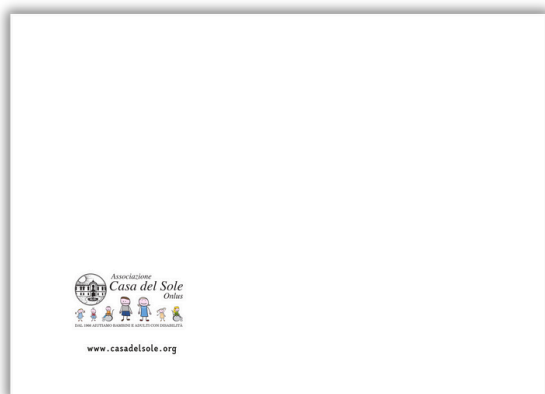 Associazione
Casa del Sole
Onlus
DAL 1966 AIUTIAMO BAMBINI E ADULTI CON DISABILITÀ
www.casadelsole.org